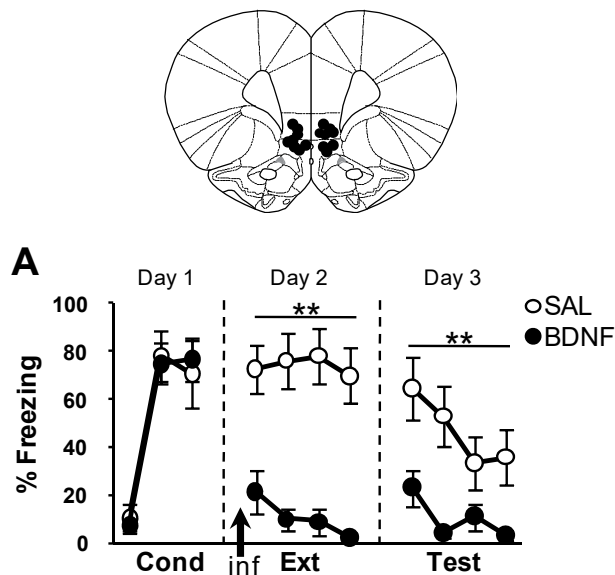 A
Day 1 Day 2 Day 3
SAL
BDNF
** **
100
80
60
40
20
0
% Freezing
inf
Cond Ext Test